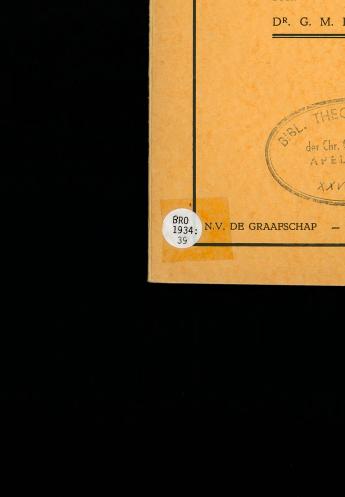 DR. G. M.
BIBL. THEO
der Chr.
APEL
XXV
BRO
1934:
39
N.V. DE GRAAFSCHAP —